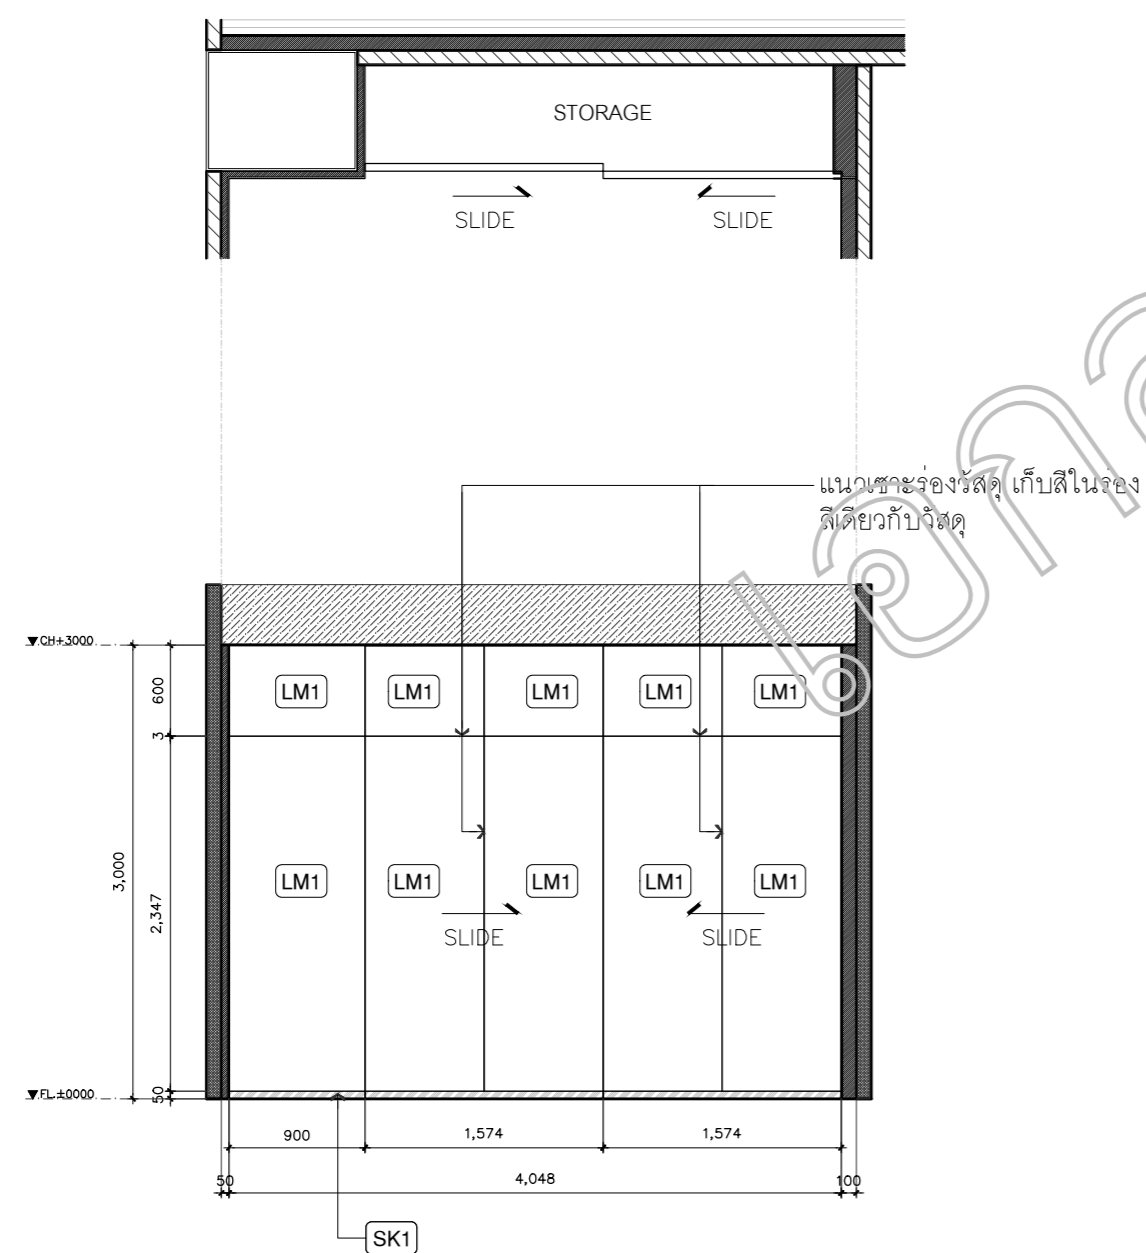 STORAGE
SLIDE SLIDE
แนวเซาะร่องวัสดุ เก็บสีในร่อง
สีเดียวกับวัสดุ
CH+3000
LM1 LM1 LM1 LM1 LM1
600
3
3,000
2,347
LM1 LM1 LM1 LM1 LM1
SLIDE SLIDE
FL.±0000
50
900 1,574 1,574
50 4,048 100
SK1